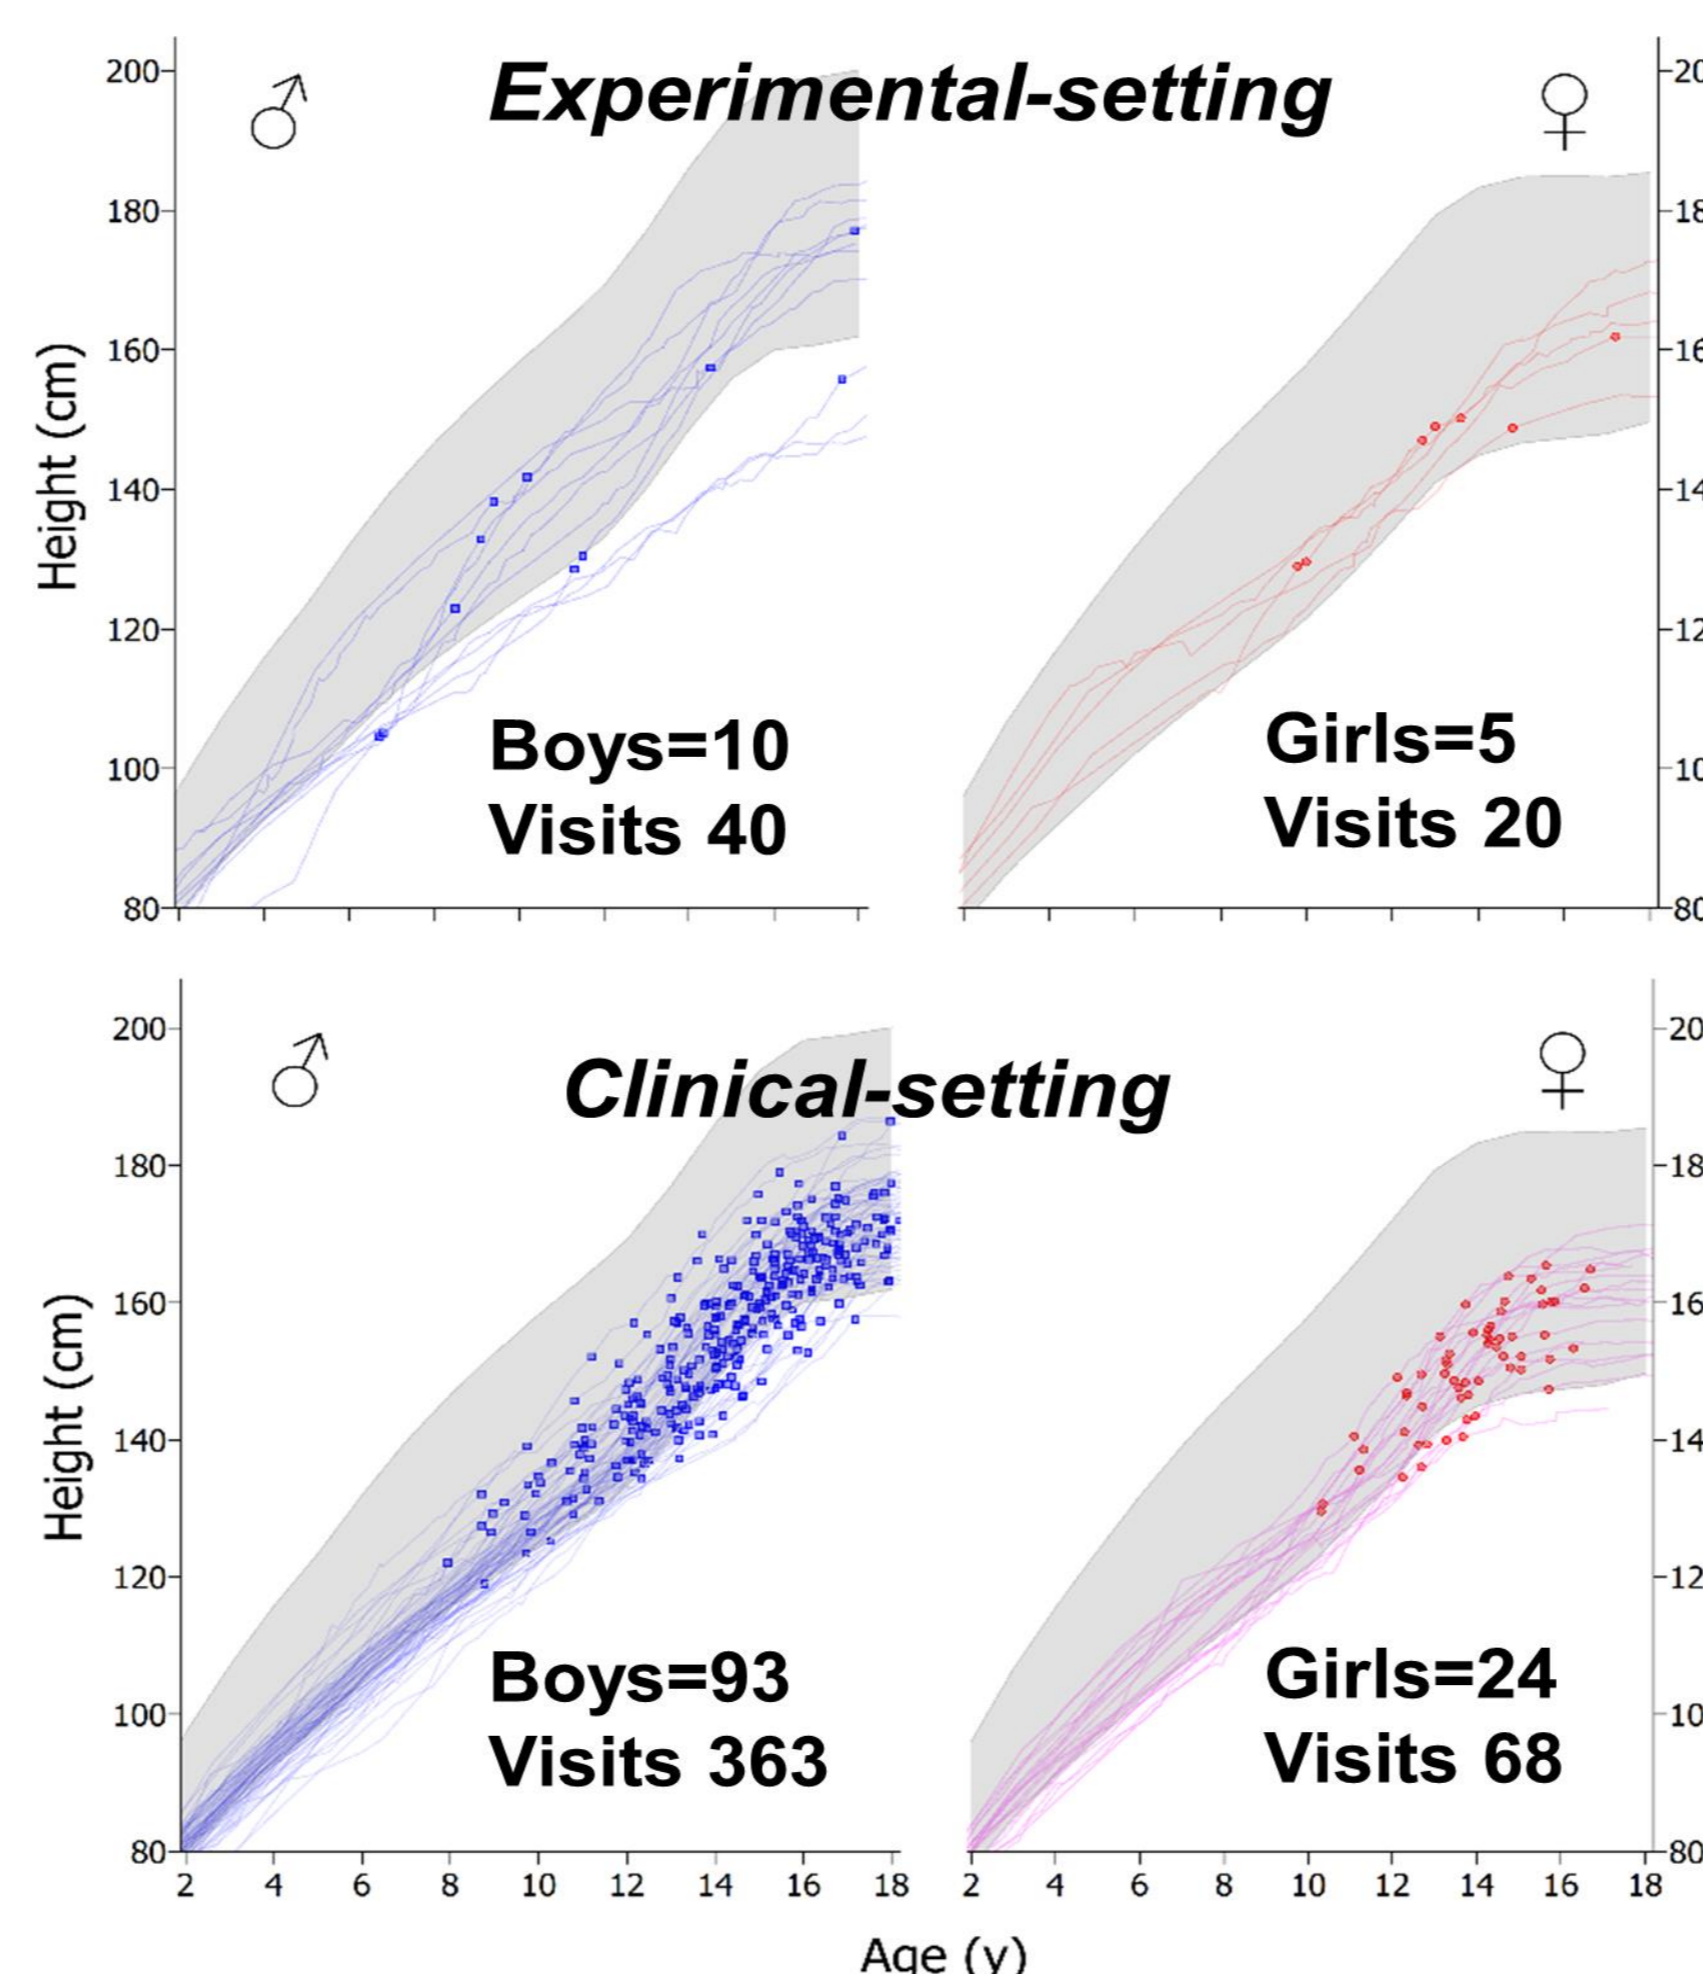 Experimental-setting
♂
♀
Height (cm)
200
180
160
140
120
100
80
20
18
16
14
12
10
80
Boys=10
Visits 40
Girls=5
Visits 20
Clinical-setting
♂
♀
Height (cm)
200
180
160
140
120
100
80
20
18
16
14
12
10
80
Boys=93
Visits 363
Girls=24
Visits 68
2 4 6 8 10 12 14 16 18
2 4 6 8 10 12 14 16 18
Age (y)